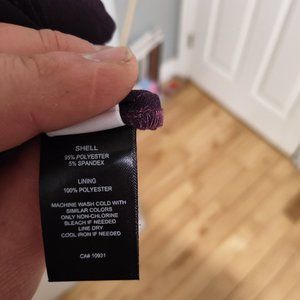 SHELL
95% POLYESTER
5% SPANDEX
LINING
100% POLYESTER
MACHINE WASH COLD WITH
SIMILAR COLORS
ONLY NON-CHLORINE
BLEACH IF NEEDED
LINE DRY
COOL IRON IF NEEDED
CA# 10931